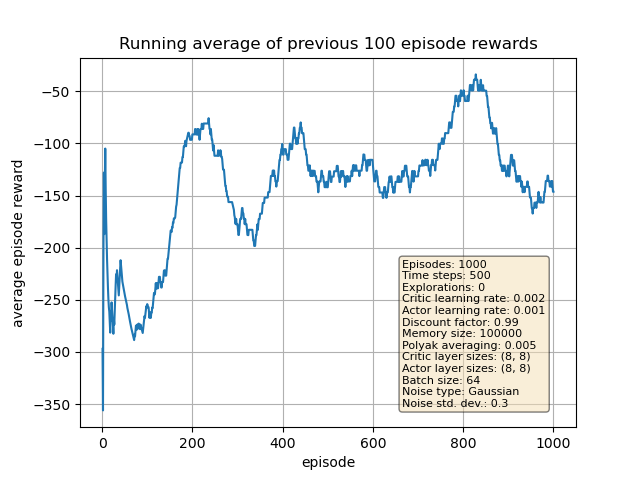 Running average of previous 100 episode rewards
average episode reward
−50
−100
−150
−200
−250
−300
−350
Episodes: 1000
Time steps: 500
Explorations: 0
Critic learning rate: 0.002
Actor learning rate: 0.001
Discount factor: 0.99
Memory size: 100000
Polyak averaging: 0.005
Critic layer sizes: (8, 8)
Actor layer sizes: (8, 8)
Batch size: 64
Noise type: Gaussian
Noise std. dev.: 0.3
0 200 400 600 800 1000
episode